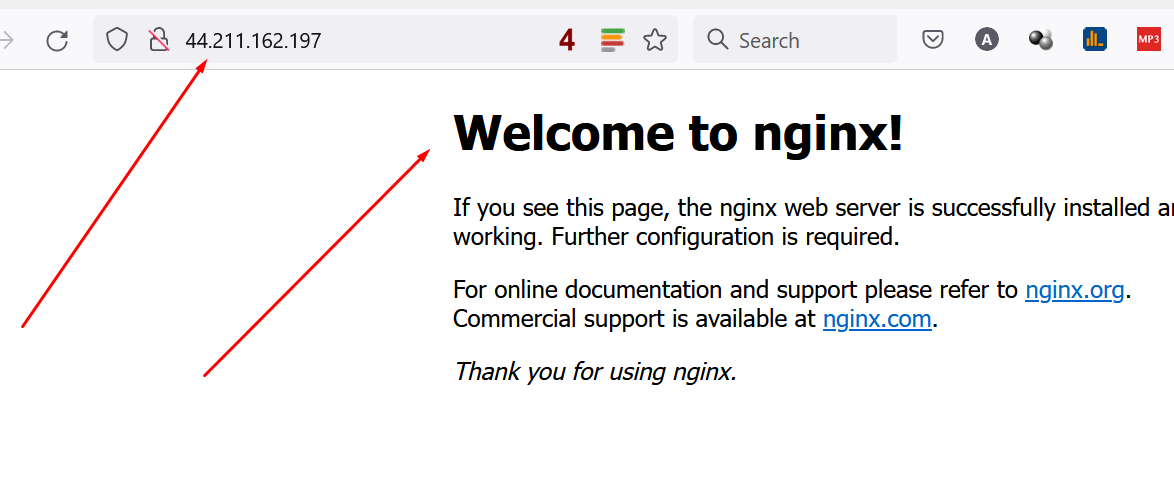 44.211.162.197
4
Search
A
MP3
Welcome to nginx!
If you see this page, the nginx web server is successfully installed
working. Further configuration is required.
For online documentation and support please refer to nginx.org.
Commercial support is available at nginx.com.
Thank you for using nginx.